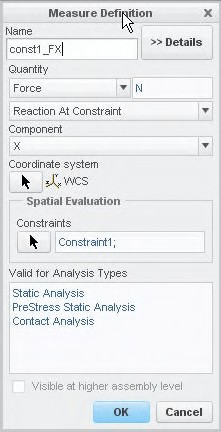 Measure Definition
Name
const1_FX
>> Details
Quantity
Force
N
Reaction At Constraint
Component
X
Coordinate system
WCS
Spatial Evaluation
Constraints
Constraint1;
Valid for Analysis Types
Static Analysis
PreStress Static Analysis
Contact Analysis
Visible at higher assembly level
OK
Cancel